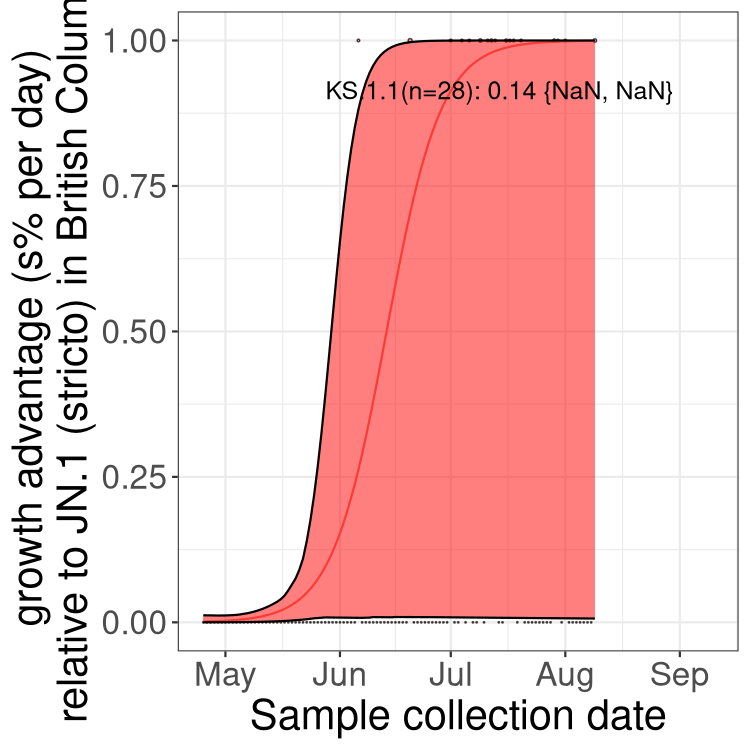 growth advantage (s% per day)
relative to JN.1 (stricto) in British Colum
1.00
0.75
0.50
0.25
0.00
KS.1.1(n=28): 0.14 {NaN, NaN}
May Jun Jul Aug Sep
Sample collection date